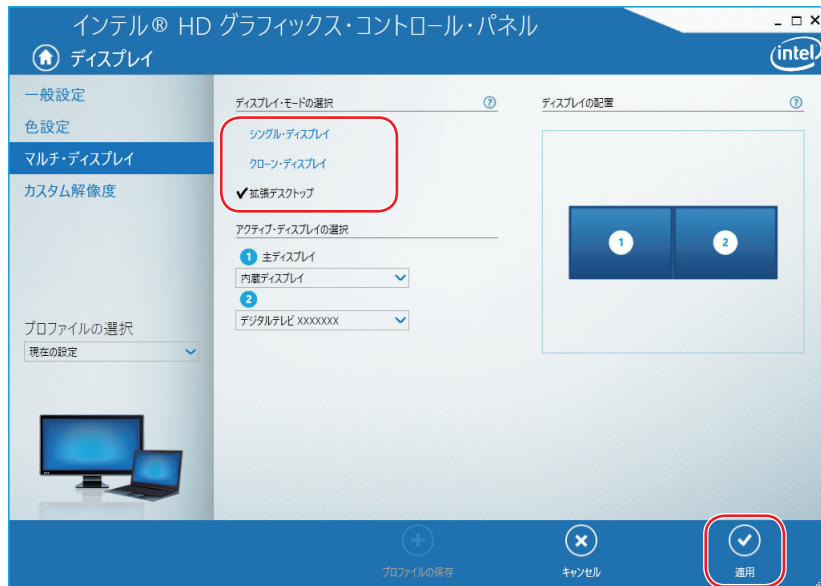 インテル® HD グラフィックス・コントロール・パネル
ディスプレイ
intel
一般設定
色設定
マルチ・ディスプレイ
カスタム解像度
プロファイルの選択
現在の設定
ディスプレイ・モードの選択
?
シングル・ディスプレイ
クローン・ディスプレイ
拡張デスクトップ
アクティブ・ディスプレイの選択
1 主ディスプレイ
内蔵ディスプレイ
2
デジタルテレビ XXXXXXX
ディスプレイの配置
?
1
2
プロファイルの保存
キャンセル
適用